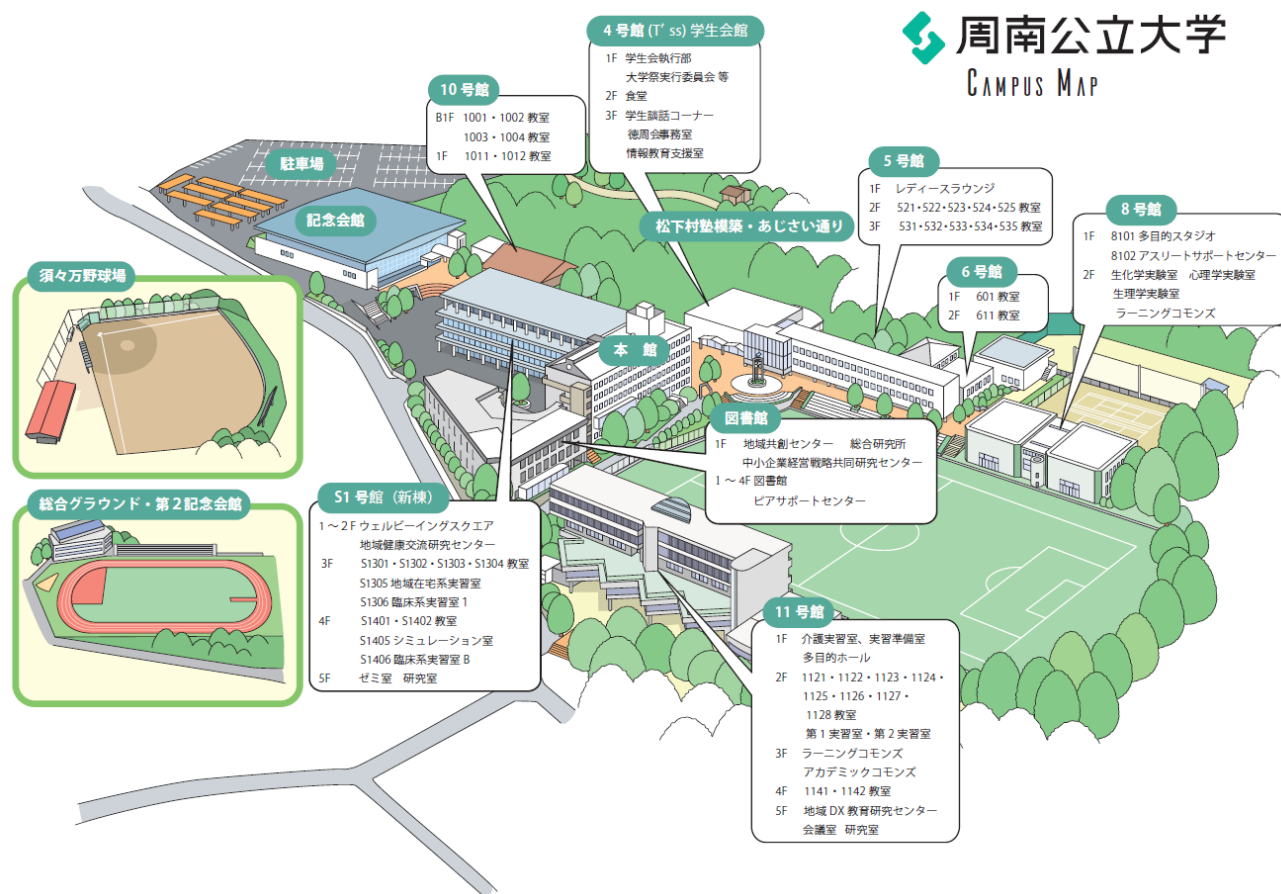 周南公立大学
CAMPUS MAP
4号館 (T'ss) 学生会館
1F 学生会執行部
大学祭実行委員会 等
2F 食堂
3F 学生談話コーナー
徳周会事務室
情報教育支援室
10号館
B1F 1001・1002 教室
1003・1004 教室
1F 1011・1012 教室
駐車場
記念会館
松下村塾模築・あじさい通り
5号館
1F レディースラウンジ
2F 521・522・523・524・525 教室
3F 531・532・533・534・535 教室
8号館
1F 8101 多目的スタジオ
8102 アスリートサポートセンター
2F 生化学実験室 心理学実験室
生理学実験室
ラーニングコモンズ
6号館
1F 601 教室
2F 611 教室
須々万野球場
本 館
図書館
1F 地域共創センター 総合研究所
中小企業経営戦略共同研究センター
1～4F 図書館
ピアサポートセンター
総合グラウンド・第2記念会館
S1号館（新棟）
1～2F ウェルビーイングスクエア
地域健康交流研究センター
3F S1301・S1302・S1303・S1304 教室
S1305 地域在宅系実習室
S1306 臨床系実習室 1
4F S1401・S1402 教室
S1405 シミュレーション室
S1406 臨床系実習室 B
5F ゼミ室 研究室
11号館
1F 介護実習室、実習準備室
多目的ホール
2F 1121・1122・1123・1124・
1125・1126・1127・
1128 教室
第1実習室・第2実習室
3F ラーニングコモンズ
アカデミックコモンズ
4F 1141・1142 教室
5F 地域 DX 教育研究センター
会議室 研究室